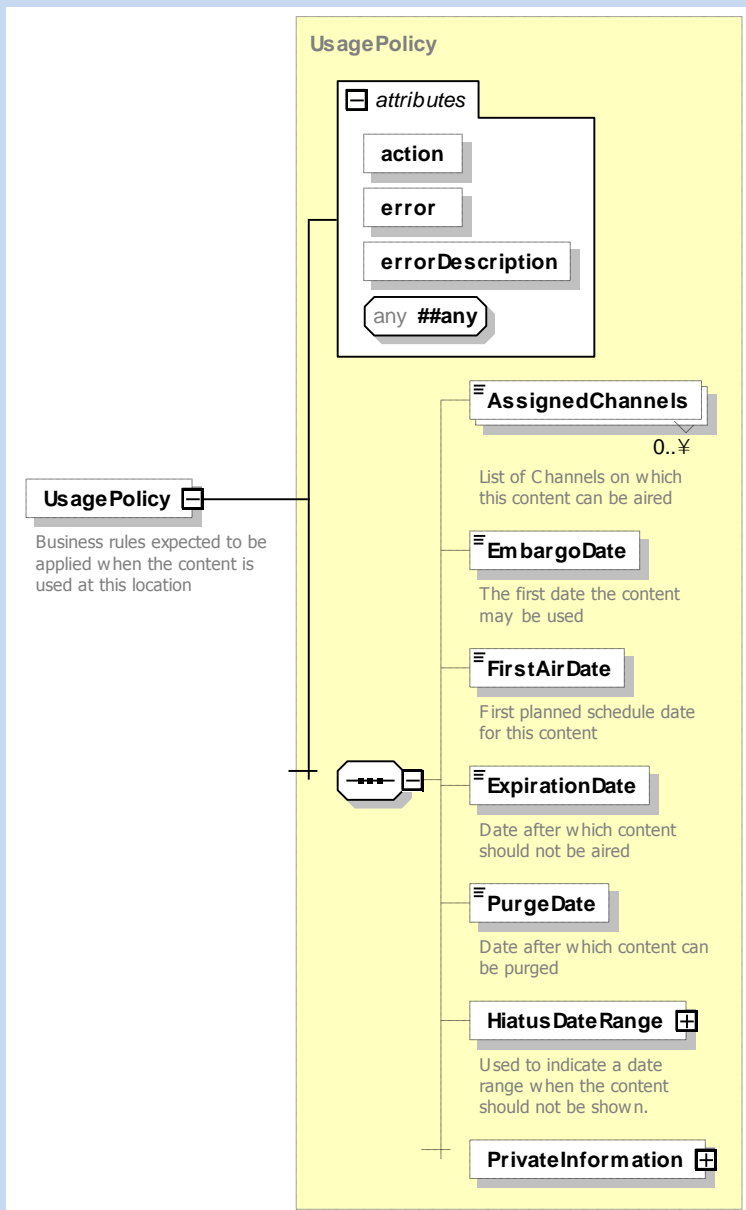 UsagePolicy
attributes
action
error
errorDescription
any ##any
AssignedChannels
0..¥
List of Channels on which
this content can be aired
UsagePolicy
Business rules expected to be
applied when the content is
used at this location
EmbargoDate
The first date the content
may be used
FirstAirDate
First planned schedule date
for this content
ExpirationDate
Date after which content
should not be aired
PurgeDate
Date after which content can
be purged
HiatusDateRange
Used to indicate a date
range when the content
should not be shown.
PrivateInformation